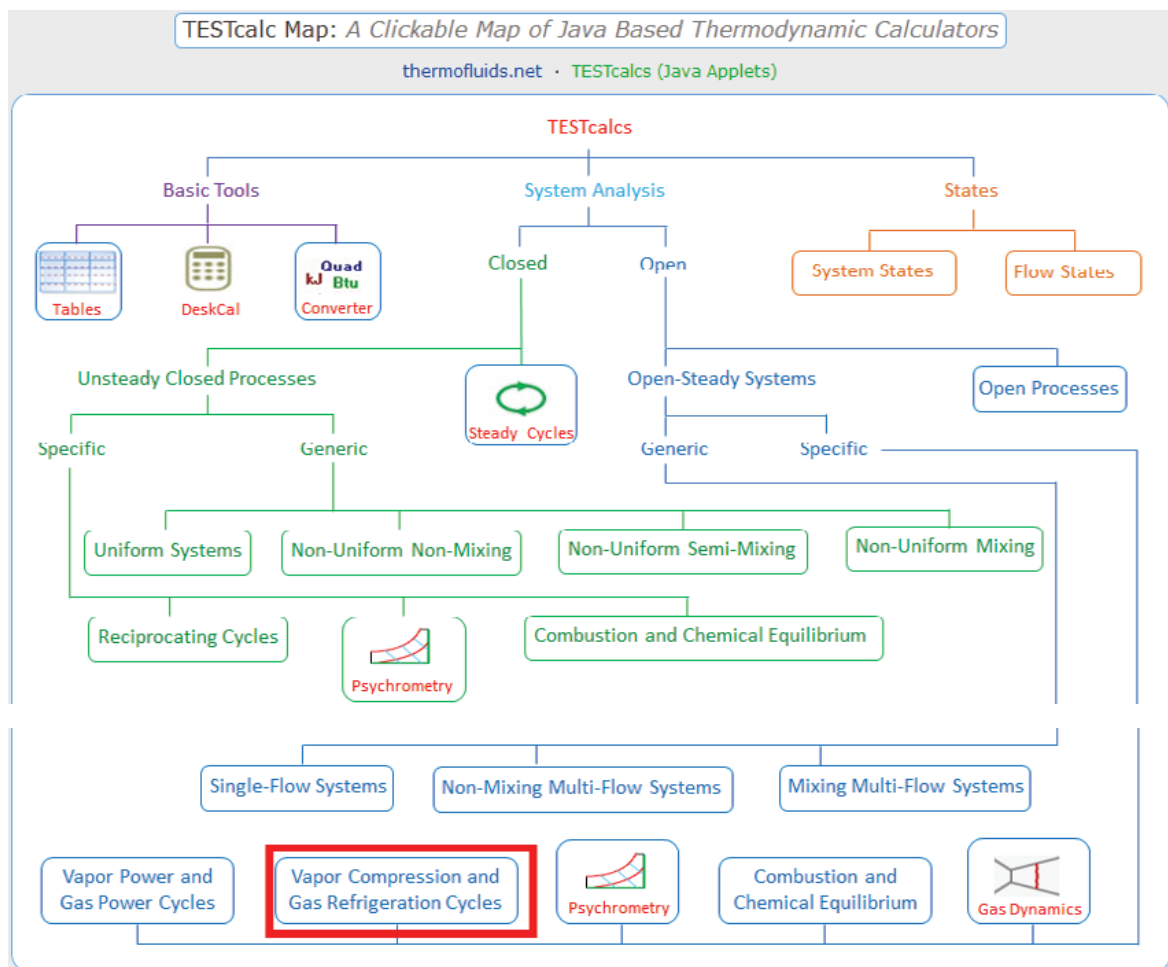 TESTcalc Map: A Clickable Map of Java Based Thermodynamic Calculators
thermofluids.net · TESTcalcs (Java Applets)
TESTcalcs
Basic Tools
System Analysis
States
Tables
DeskCal
Quad
kJ Btu
Converter
Closed
Open
System States
Flow States
Unsteady Closed Processes
Steady Cycles
Open-Steady Systems
Open Processes
Specific
Generic
Generic
Specific
Uniform Systems
Non-Uniform Non-Mixing
Non-Uniform Semi-Mixing
Non-Uniform Mixing
Reciprocating Cycles
Psychrometry
Combustion and Chemical Equilibrium
Single-Flow Systems
Non-Mixing Multi-Flow Systems
Mixing Multi-Flow Systems
Vapor Power and
Gas Power Cycles
Vapor Compression and
Gas Refrigeration Cycles
Psychrometry
Combustion and
Chemical Equilibrium
Gas Dynamics